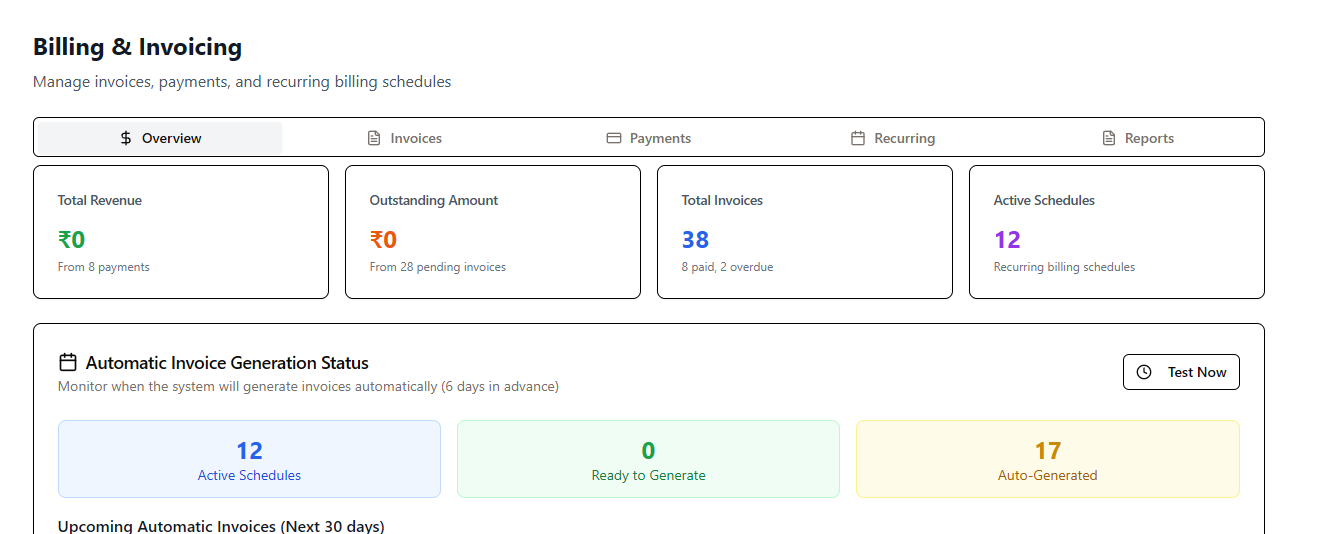 Billing & Invoicing
Manage invoices, payments, and recurring billing schedules
Overview
Invoices
Payments
Recurring
Reports
Total Revenue
₹0
From 8 payments
Outstanding Amount
₹0
From 28 pending invoices
Total Invoices
38
8 paid, 2 overdue
Active Schedules
12
Recurring billing schedules
Automatic Invoice Generation Status
Monitor when the system will generate invoices automatically (6 days in advance)
Test Now
12
Active Schedules
0
Ready to Generate
17
Auto-Generated
Upcoming Automatic Invoices (Next 30 days)